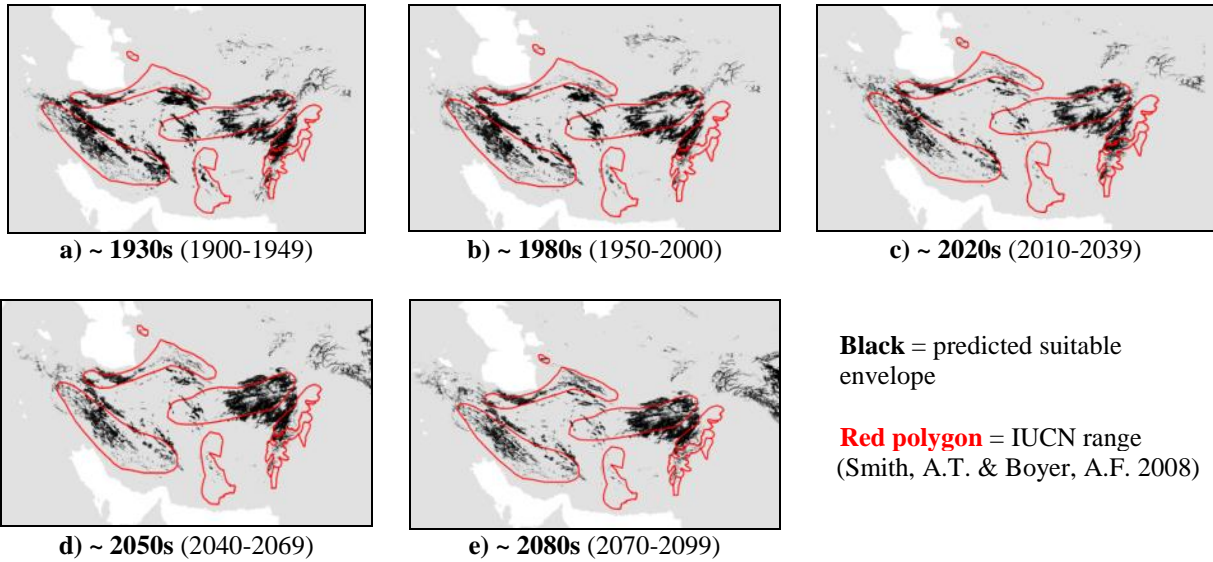 a) ~ 1930s (1900-1949)
b) ~ 1980s (1950-2000)
c) ~ 2020s (2010-2039)
d) ~ 2050s (2040-2069)
e) ~ 2080s (2070-2099)
Black = predicted suitable
envelope
Red polygon = IUCN range
(Smith, A.T. & Boyer, A.F. 2008)